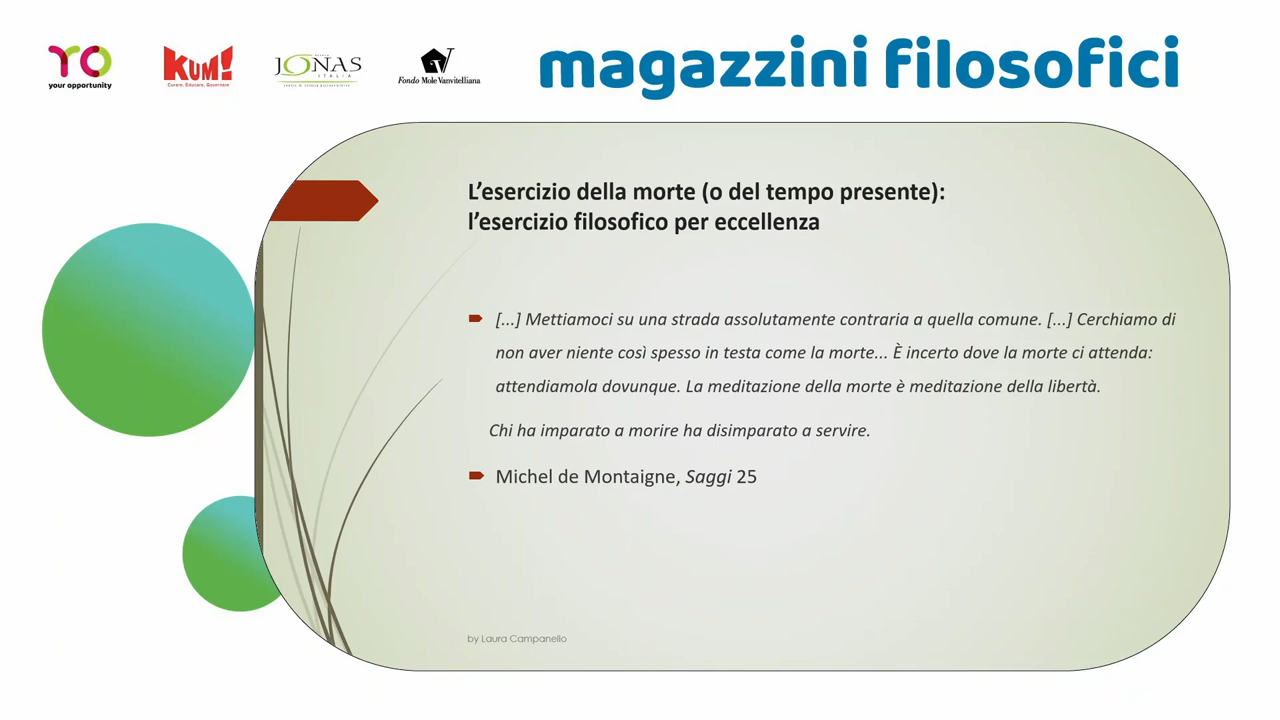 YO
your opportunity
KUM!
Curare, Educare, Governare
JONAS
ITALIA
Fondo Mole Vanvitelliana
magazzini filosofici
L'esercizio della morte (o del tempo presente):
l'esercizio filosofico per eccellenza
[...] Mettiamoci su una strada assolutamente contraria a quella comune. [...] Cerchiamo di
non aver niente così spesso in testa come la morte... È incerto dove la morte ci attenda:
attendiamola dovunque. La meditazione della morte è meditazione della libertà.
Chi ha imparato a morire ha disimparato a servire.
Michel de Montaigne, Saggi 25
by Laura Campanello